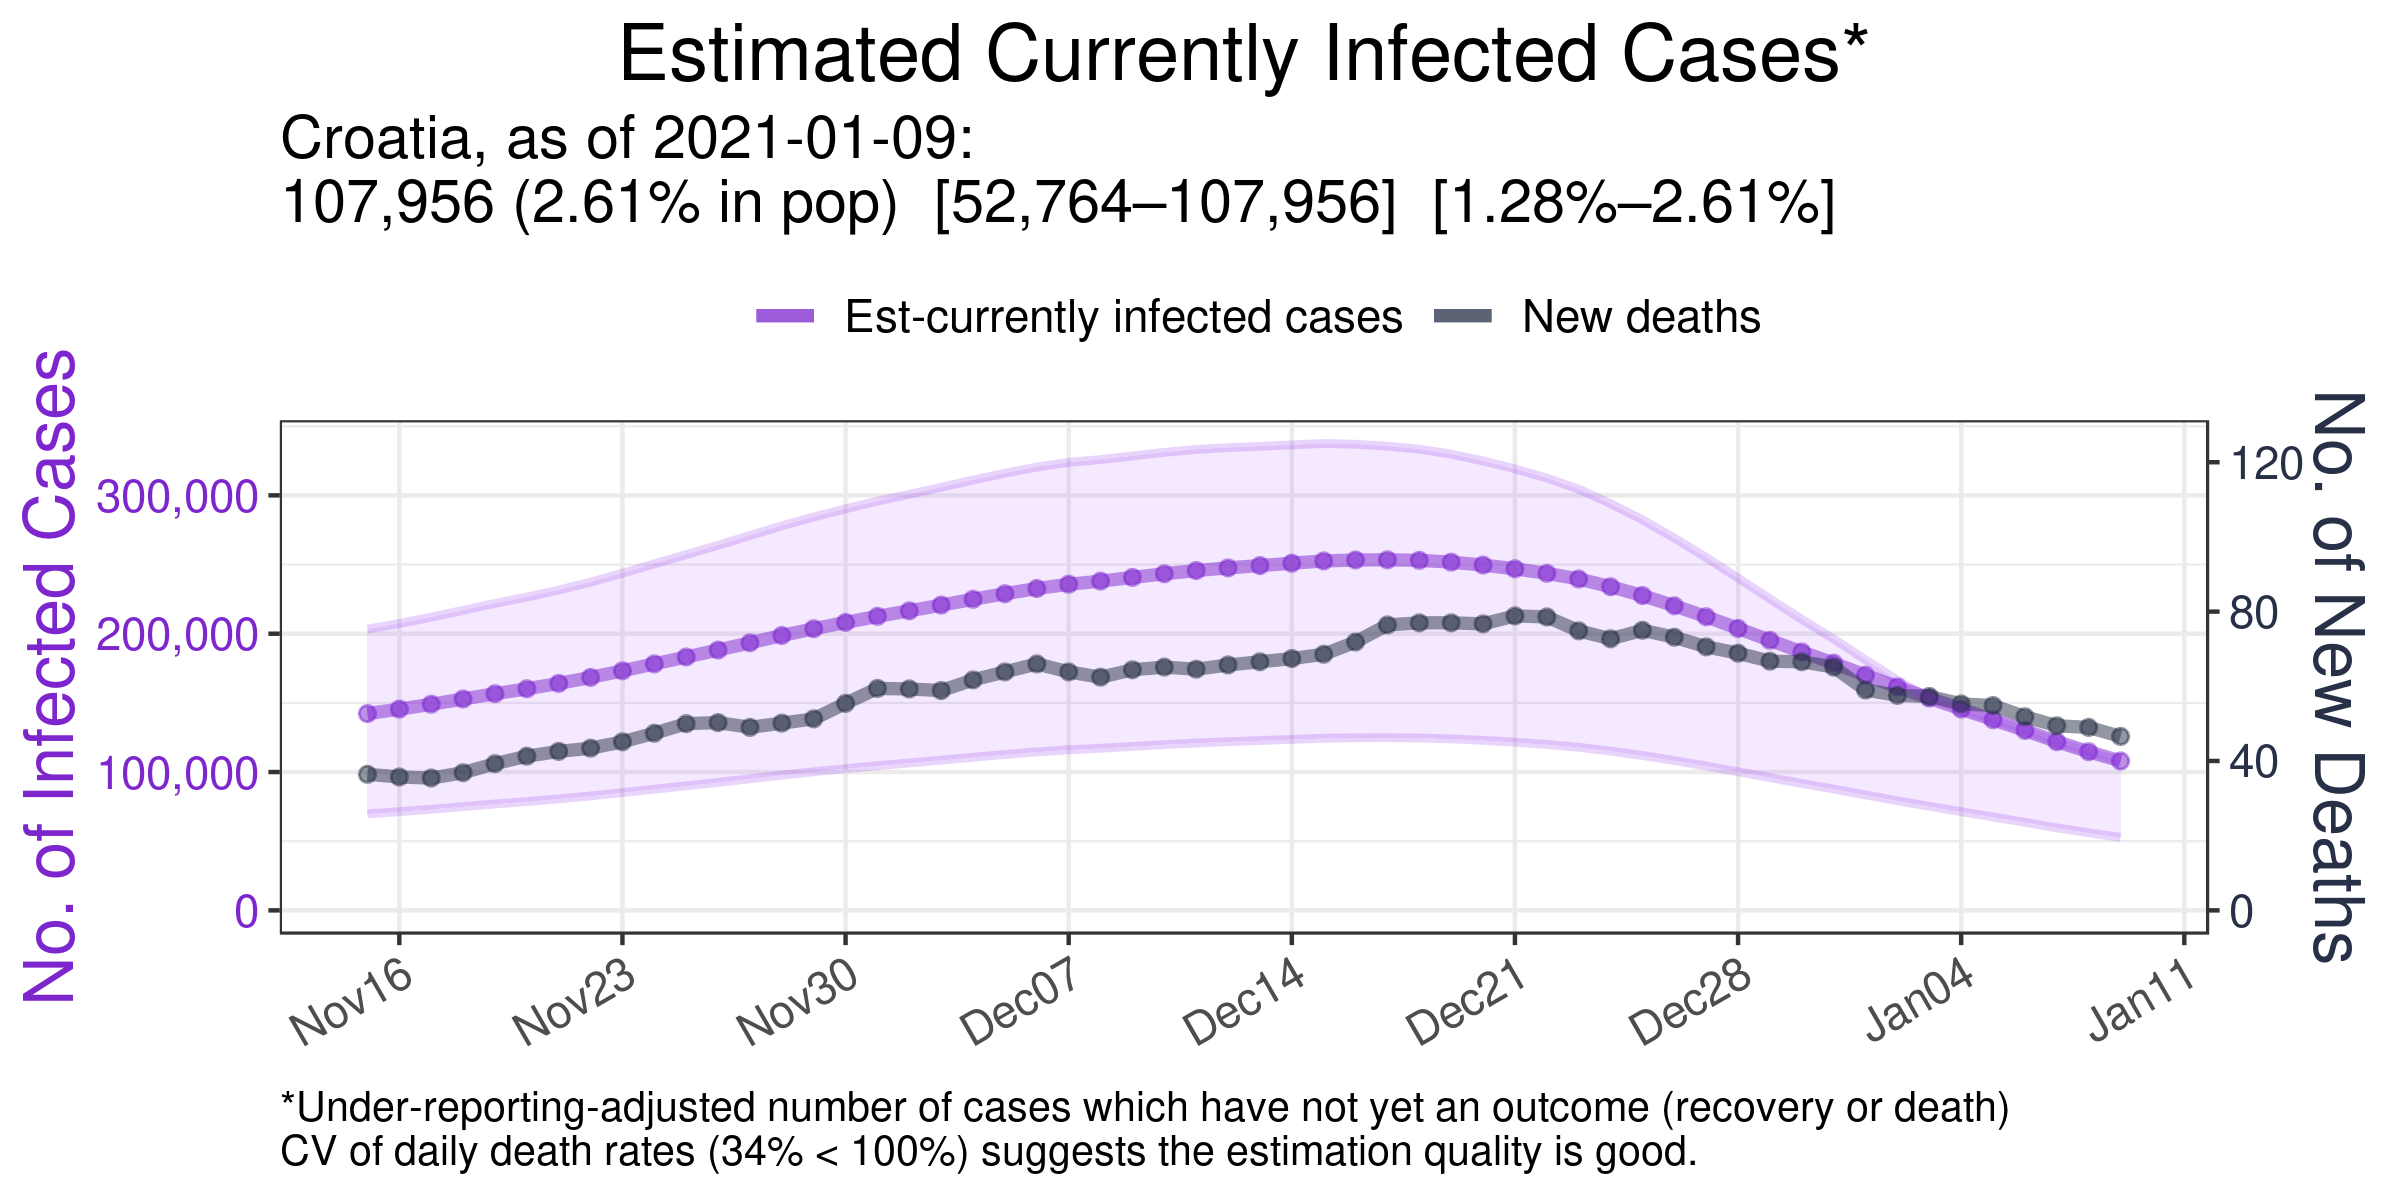 Estimated Currently Infected Cases*
Croatia, as of 2021-01-09:
107,956 (2.61% in pop)  [52,764–107,956]  [1.28%–2.61%]
Est-currently infected cases
New deaths
No. of Infected Cases
300,000
200,000
100,000
0
120
80
40
0
No. of New Deaths
Nov16
Nov23
Nov30
Dec07
Dec14
Dec21
Dec28
Jan04
Jan11
*Under-reporting-adjusted number of cases which have not yet an outcome (recovery or death)
CV of daily death rates (34% < 100%) suggests the estimation quality is good.